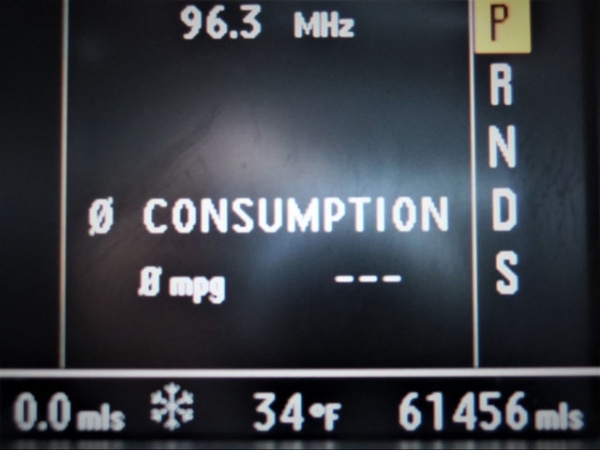 96.3 MHz
P
R
N
Ø CONSUMPTION
D
Ø mpg ---
S
0.0 mls 34°F 61456 mls